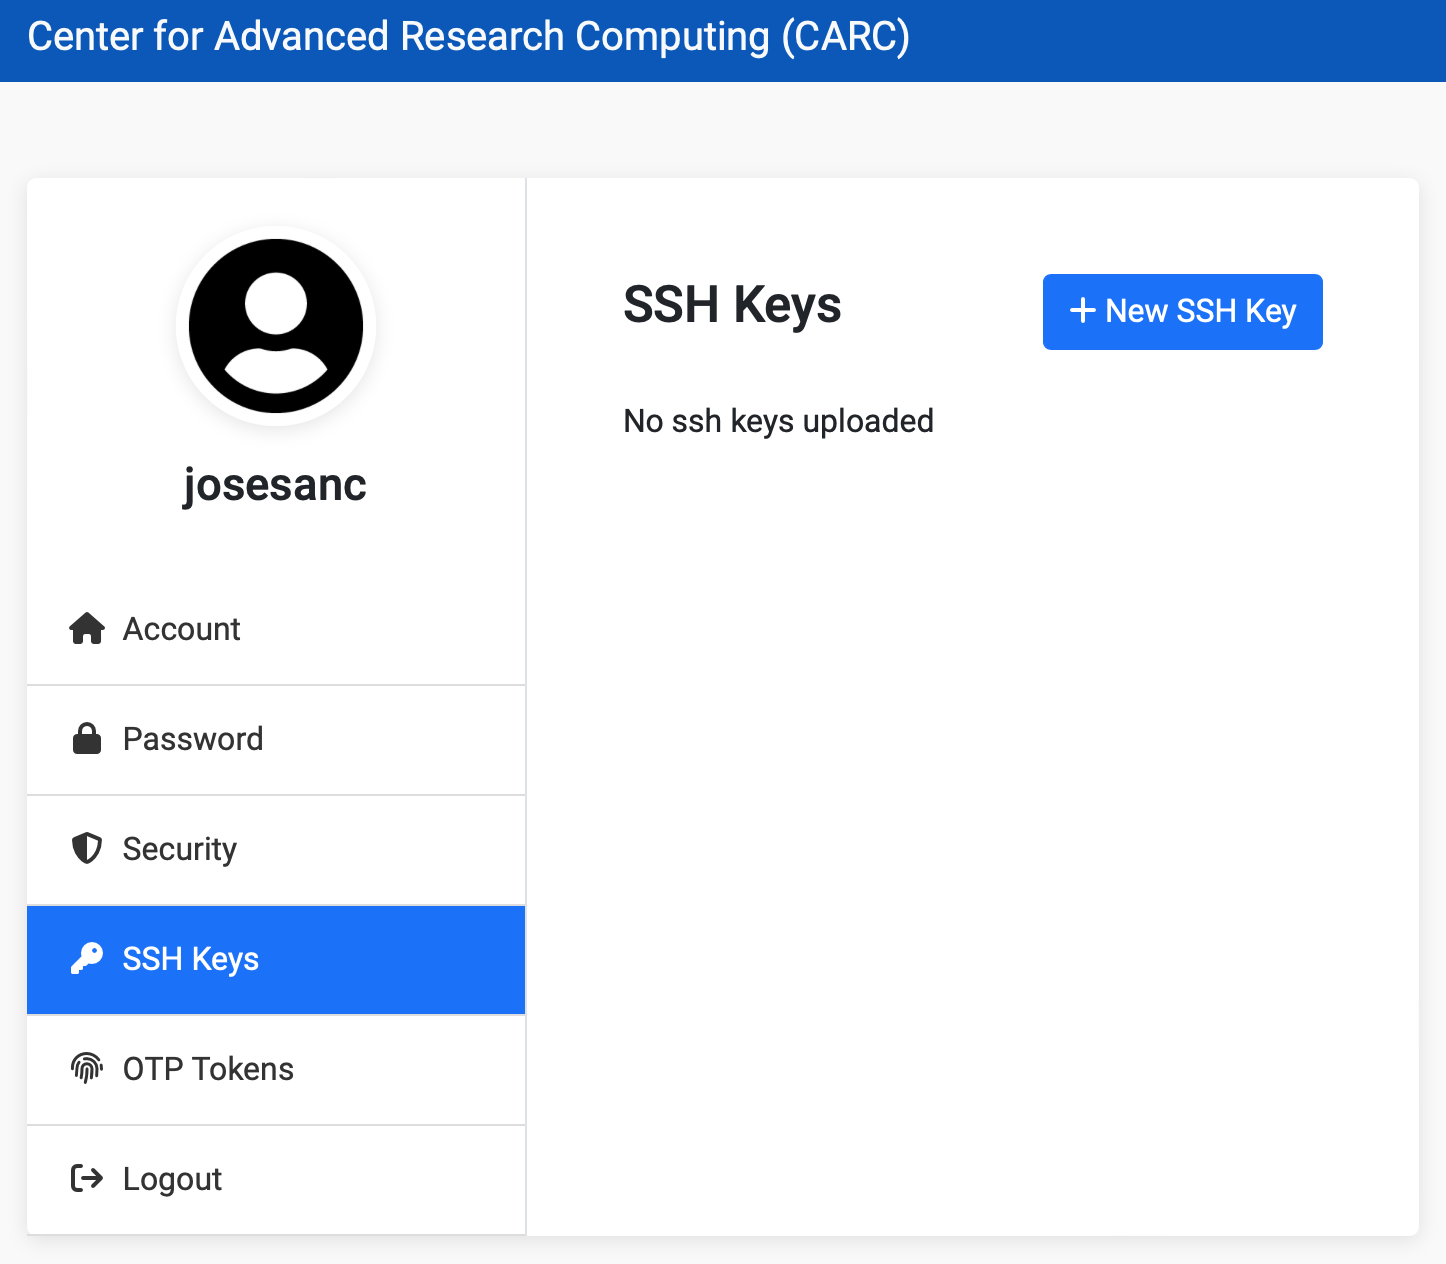 Center for Advanced Research Computing (CARC)
josesanc
Account
Password
Security
SSH Keys
OTP Tokens
Logout
SSH Keys
New SSH Key
No ssh keys uploaded